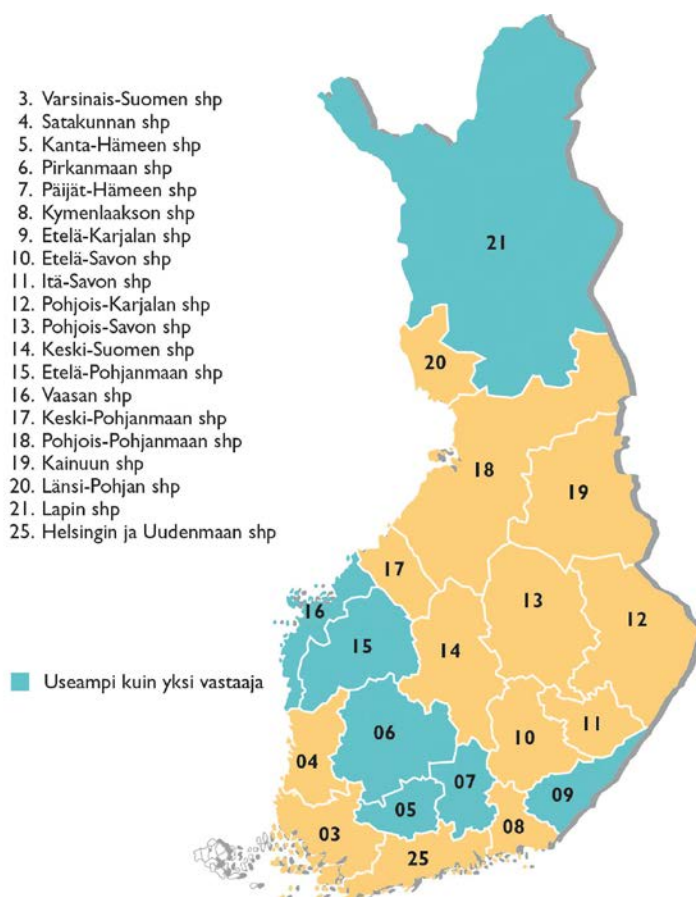 3. Varsinais-Suomen shp
4. Satakunnan shp
5. Kanta-Hämeen shp
6. Pirkanmaan shp
7. Päijät-Hämeen shp
8. Kymenlaakson shp
9. Etelä-Karjalan shp
10. Etelä-Savon shp
11. Itä-Savon shp
12. Pohjois-Karjalan shp
13. Pohjois-Savon shp
14. Keski-Suomen shp
15. Etelä-Pohjanmaan shp
16. Vaasan shp
17. Keski-Pohjanmaan shp
18. Pohjois-Pohjanmaan shp
19. Kainuun shp
20. Länsi-Pohjan shp
21. Lapin shp
25. Helsingin ja Uudenmaan shp
Useampi kuin yksi vastaaja
21
20
18
19
17
13
12
16
15
14
11
10
06
04
07
09
05
08
03
25